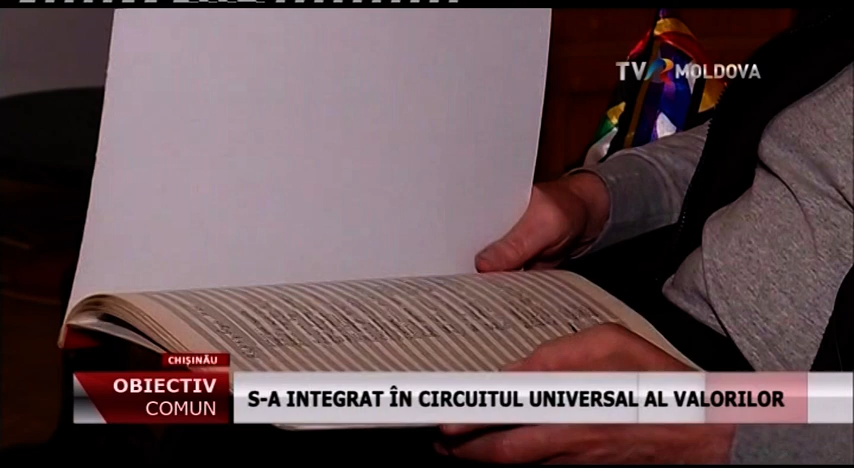 TVR MOLDOVA
CHIȘINĂU
OBIECTIV
COMUN
S-A INTEGRAT ÎN CIRCUITUL UNIVERSAL AL VALORILOR